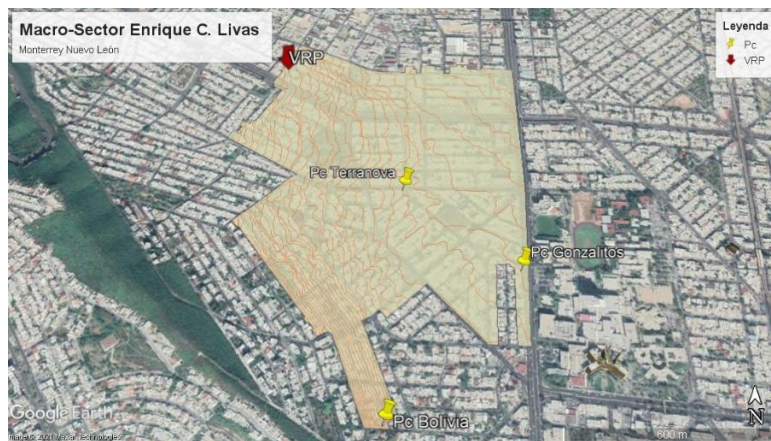 Macro-Sector Enrique C. Livas
Monterrey Nuevo León
Leyenda
Pc
VRP
VRP
Pc Terranova
Pc Gonzalitos
Pc Bolivia
Google Earth
600 m
N